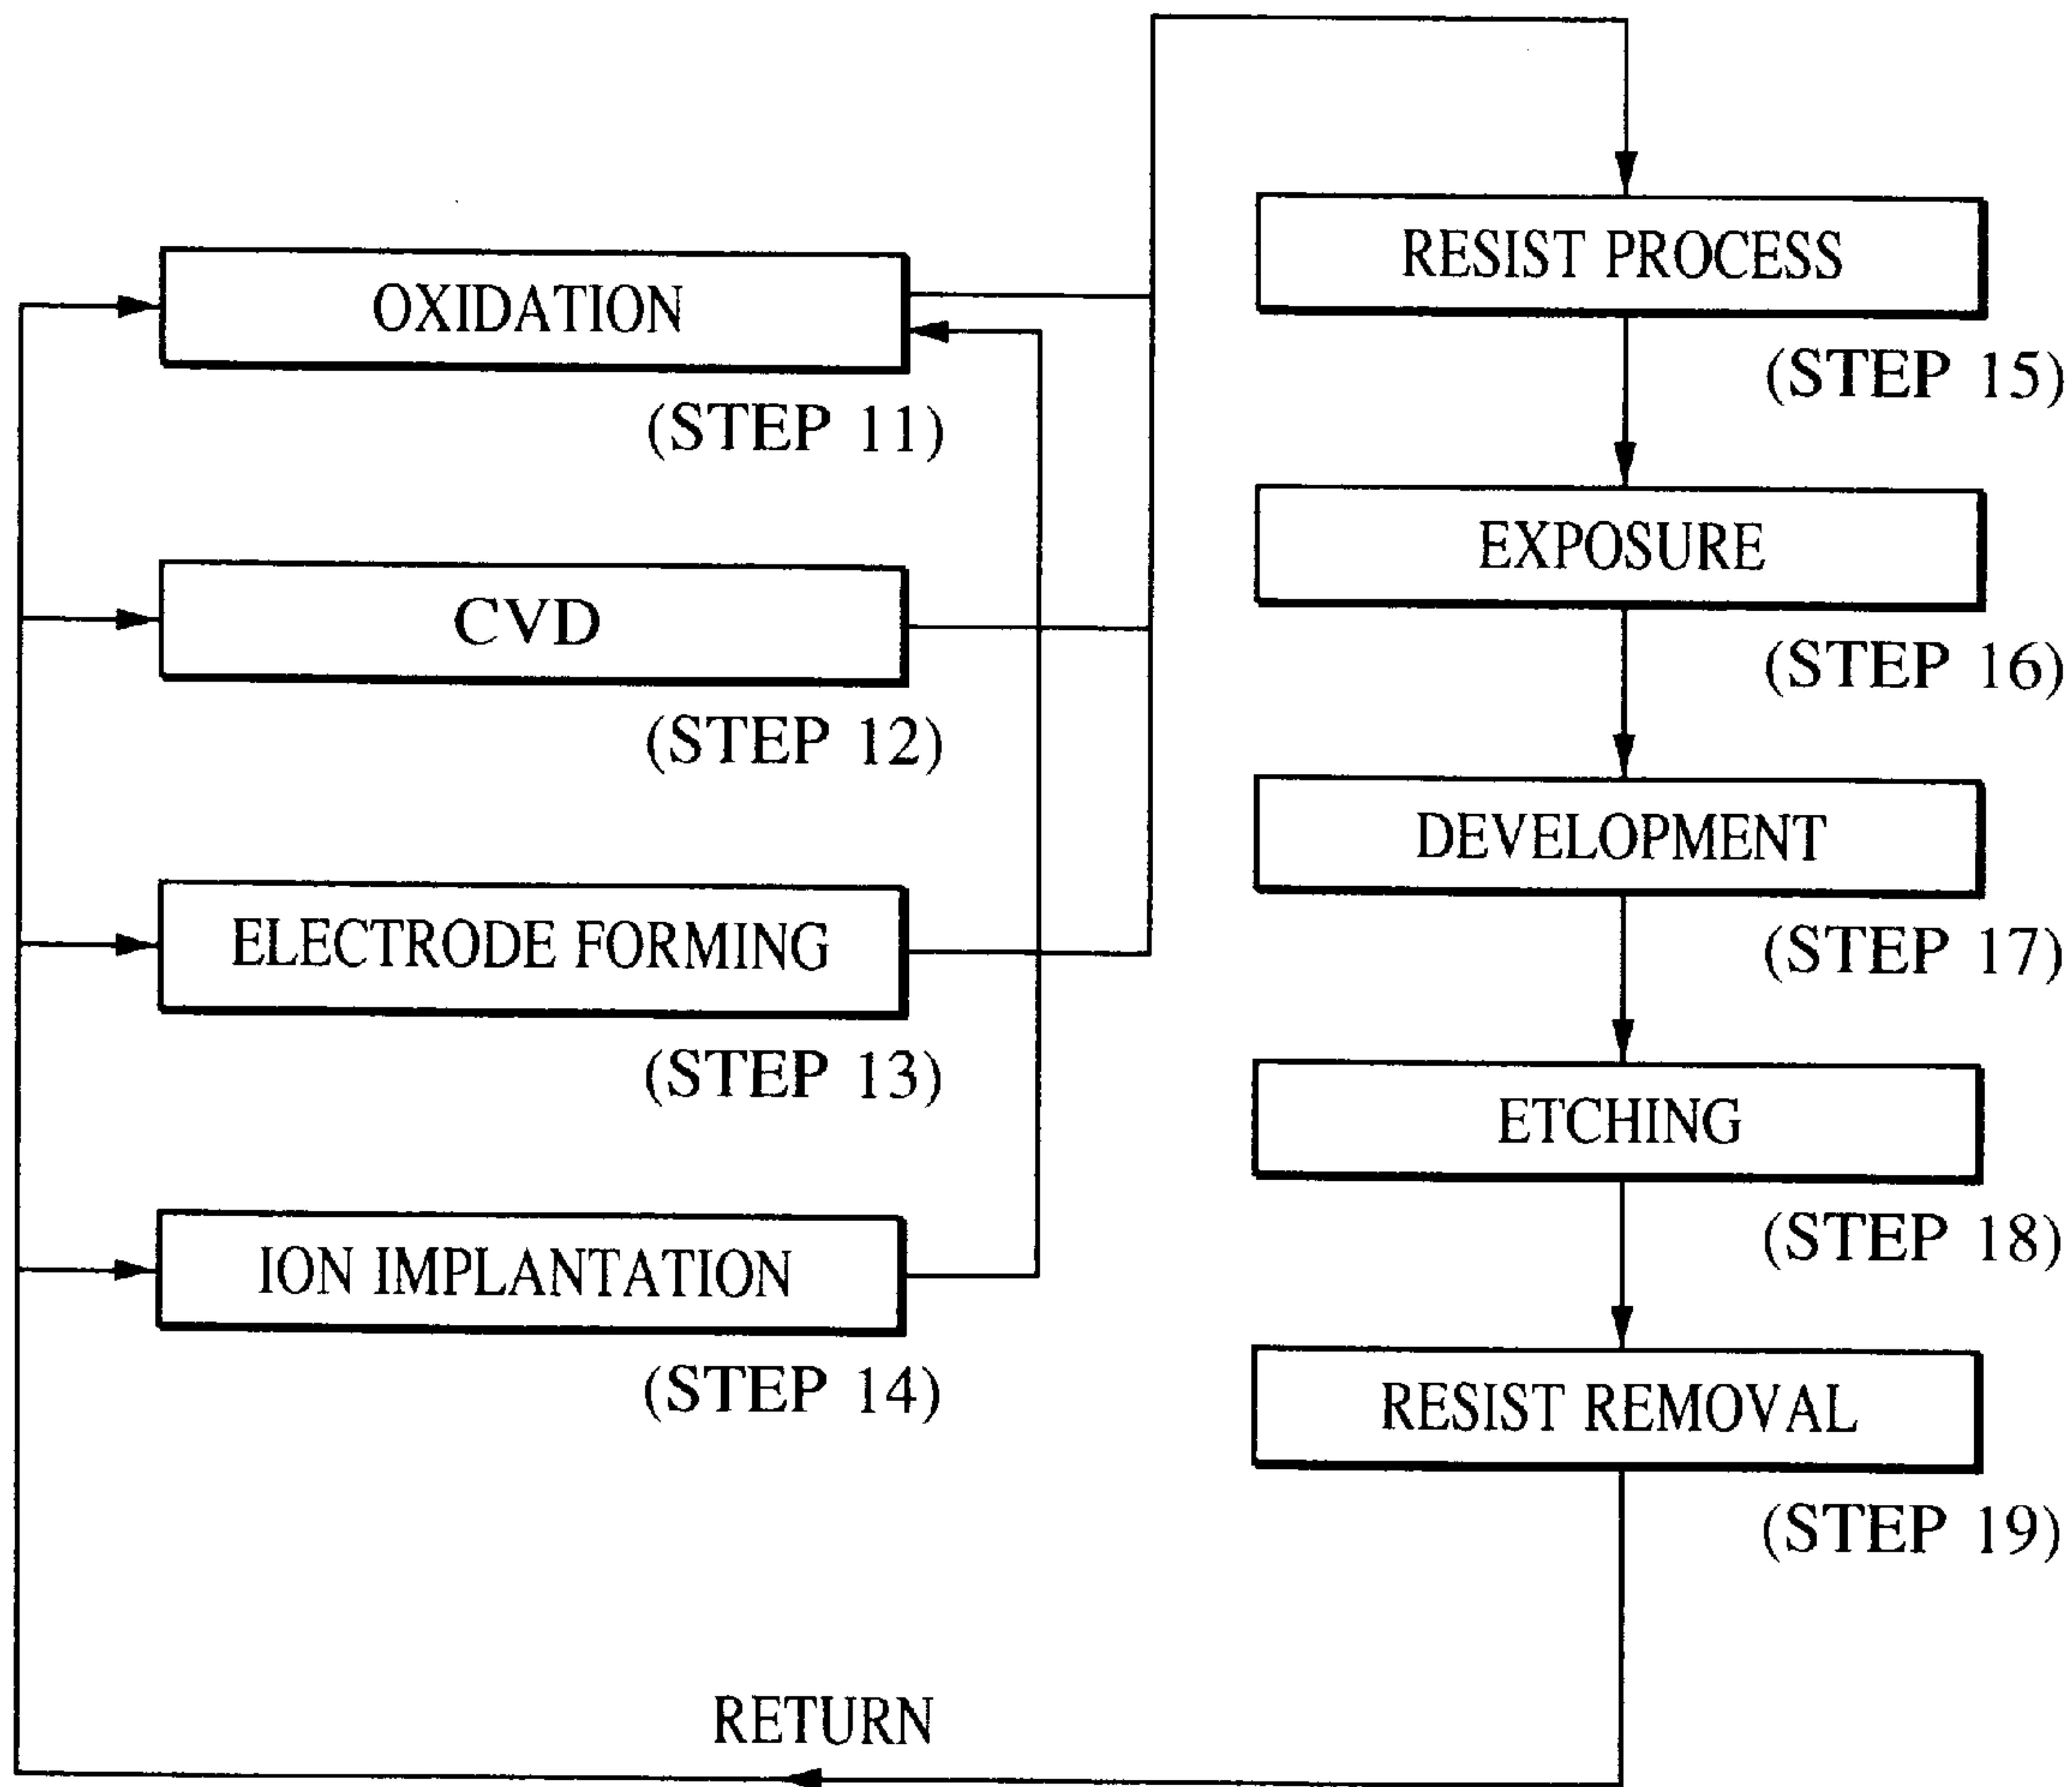 OXIDATION
(STEP 11)
CVD
(STEP 12)
ELECTRODE FORMING
(STEP 13)
ION IMPLANTATION
(STEP 14)
RESIST PROCESS
(STEP 15)
EXPOSURE
(STEP 16)
DEVELOPMENT
(STEP 17)
ETCHING
(STEP 18)
RESIST REMOVAL
(STEP 19)
RETURN